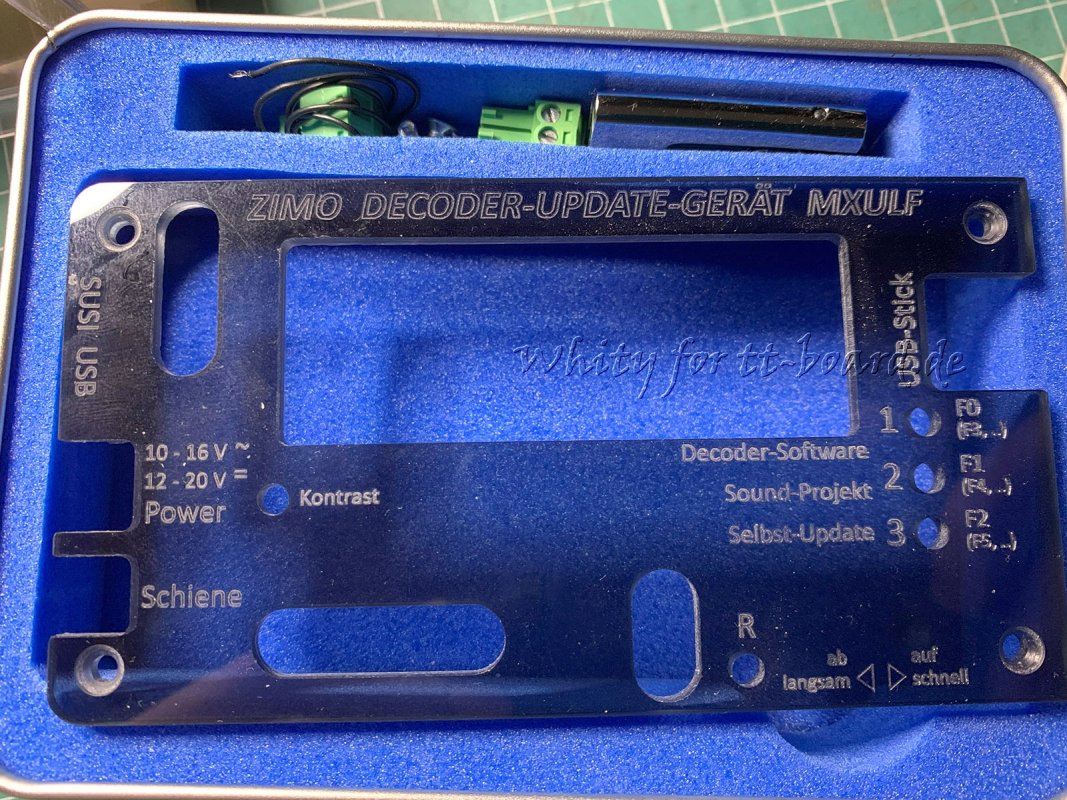 ZIMO DECODER-UPDATE-GERÄT MXULF
SUSI USB
USB-Stick
Whity for tt-board.de
1 F0
(F3, ..)
10 - 16 V ~
12 - 20 V =
Power
Kontrast
Decoder-Software
2 F1
(F4, ..)
Sound-Projekt
Selbst-Update 3 F2
(F5, ..)
Schiene
R
ab auf
langsam ◁ ▷ schnell